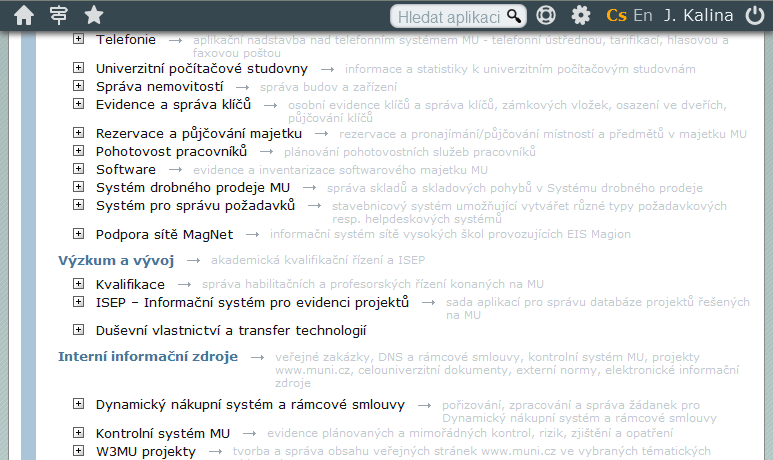 Hledat aplikaci
Cs En J. Kalina
Telefonie → aplikační nadstavba nad telefonním systémem MU - telefonní ústřednou, tarifikací, hlasovou a
faxovou poštou
Univerzitní počítačové studovny → informace a statistiky k univerzitním počítačovým studovnám
Správa nemovitostí → správa budov a zařízení
Evidence a správa klíčů → osobní evidence klíčů a správa klíčů, zámkových vložek, osazení ve dveřích,
půjčování klíčů
Rezervace a půjčování majetku → rezervace a pronajímání/půjčování místností a předmětů v majetku MU
Pohotovost pracovníků → plánování pohotovostních služeb pracovníků
Software → evidence a inventarizace softwarového majetku MU
Systém drobného prodeje MU → správa skladů a skladových pohybů v Systému drobného prodeje
Systém pro správu požadavků → stavebnicový systém umožňující vytvářet různé typy požadavkových
resp. helpdeskových systémů
Podpora sítě MagNet → informační systém sítě vysokých škol provozujících EIS Magion
Výzkum a vývoj → akademická kvalifikační řízení a ISEP
Kvalifikace → správa habilitačních a profesorských řízení konaných na MU
ISEP – Informační systém pro evidenci projektů → sada aplikací pro správu databáze projektů řešených
na MU
Duševní vlastnictví a transfer technologií
Interní informační zdroje → veřejné zakázky, DNS a rámcové smlouvy, kontrolní systém MU, projekty
www.muni.cz, celouniverzitní dokumenty, externí normy, elektronické informační
zdroje
Dynamický nákupní systém a rámcové smlouvy → pořizování, zpracování a správa žádanek pro
Dynamický nákupní systém a rámcové smlouvy
Kontrolní systém MU → evidence plánovaných a mimořádných kontrol, rizik, zjištění a opatření
W3MU projekty → tvorba a správa obsahu veřejných stránek www.muni.cz ve vybraných tématických